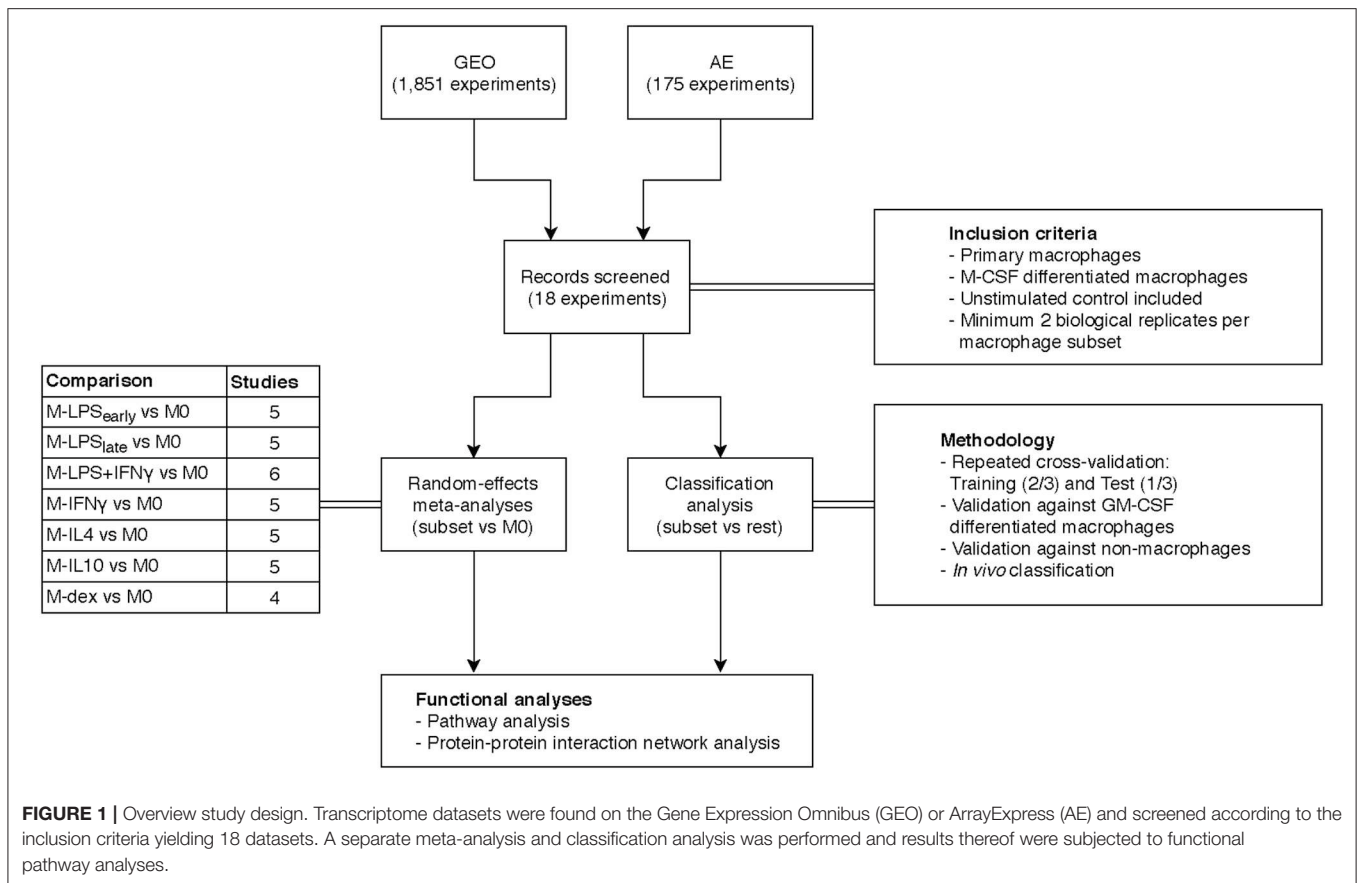 GEO
(1,851 experiments)
AE
(175 experiments)
Records screened
(18 experiments)
Inclusion criteria
- Primary macrophages
- M-CSF differentiated macrophages
- Unstimulated control included
- Minimum 2 biological replicates per
macrophage subset
Comparison Studies
M-LPSearly vs M0 5
M-LPSlate vs M0 5
M-LPS+IFNγ vs M0 6
M-IFNγ vs M0 5
M-IL4 vs M0 5
M-IL10 vs M0 5
M-dex vs M0 4
Random-effects
meta-analyses
(subset vs M0)
Classification
analysis
(subset vs rest)
Methodology
- Repeated cross-validation:
Training (2/3) and Test (1/3)
- Validation against GM-CSF
differentiated macrophages
- Validation against non-macrophages
- In vivo classification
Functional analyses
- Pathway analysis
- Protein-protein interaction network analysis
FIGURE 1 | Overview study design. Transcriptome datasets were found on the Gene Expression Omnibus (GEO) or ArrayExpress (AE) and screened according to the
inclusion criteria yielding 18 datasets. A separate meta-analysis and classification analysis was performed and results thereof were subjected to functional
pathway analyses.